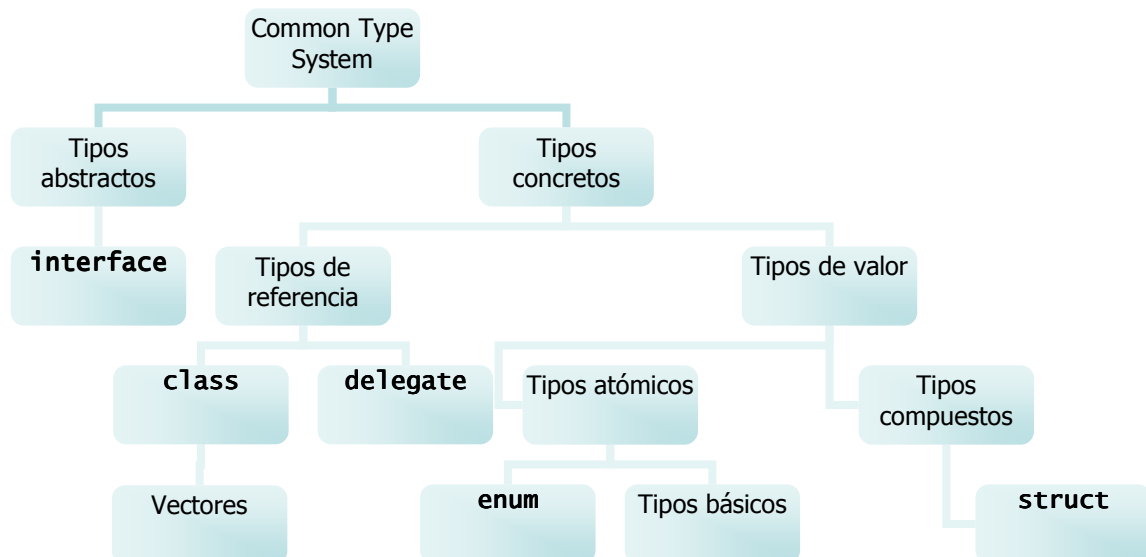 Common Type
System
Tipos
abstractos
Tipos
concretos
interface
Tipos de
referencia
Tipos de valor
class
delegate
Tipos atómicos
Tipos
compuestos
Vectores
enum
Tipos básicos
struct